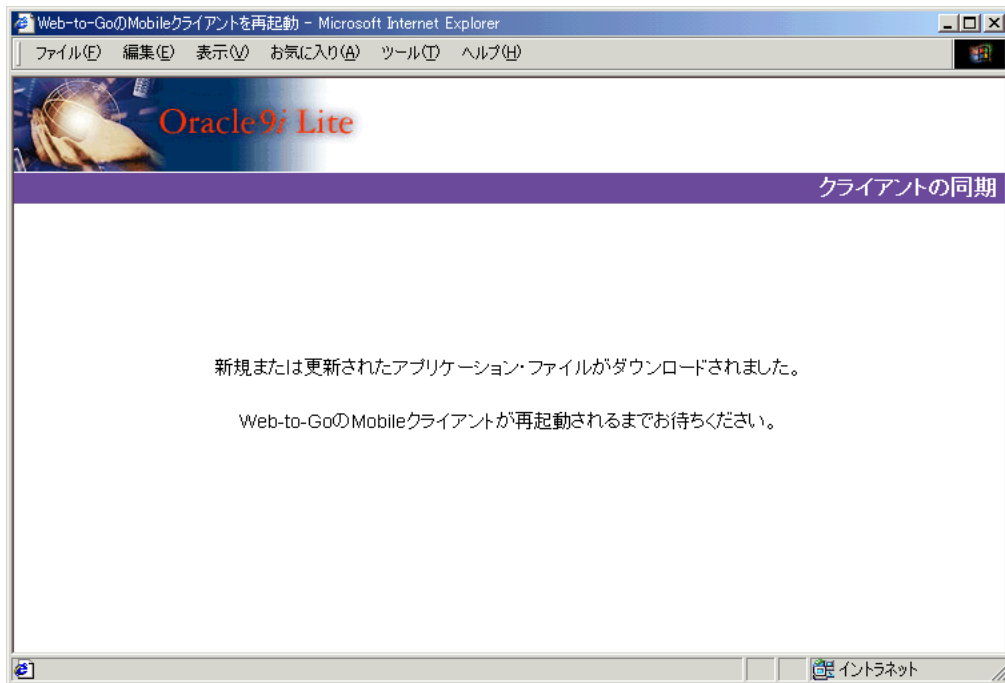 Web-to-GoのMobileクライアントを再起動 - Microsoft Internet Explorer
ファイル(F) 編集(E) 表示(V) お気に入り(A) ツール(T) ヘルプ(H)
Oracle9i Lite
クライアントの同期
新規または更新されたアプリケーション・ファイルがダウンロードされました。
Web-to-GoのMobileクライアントが再起動されるまでお待ちください。
イントラネット